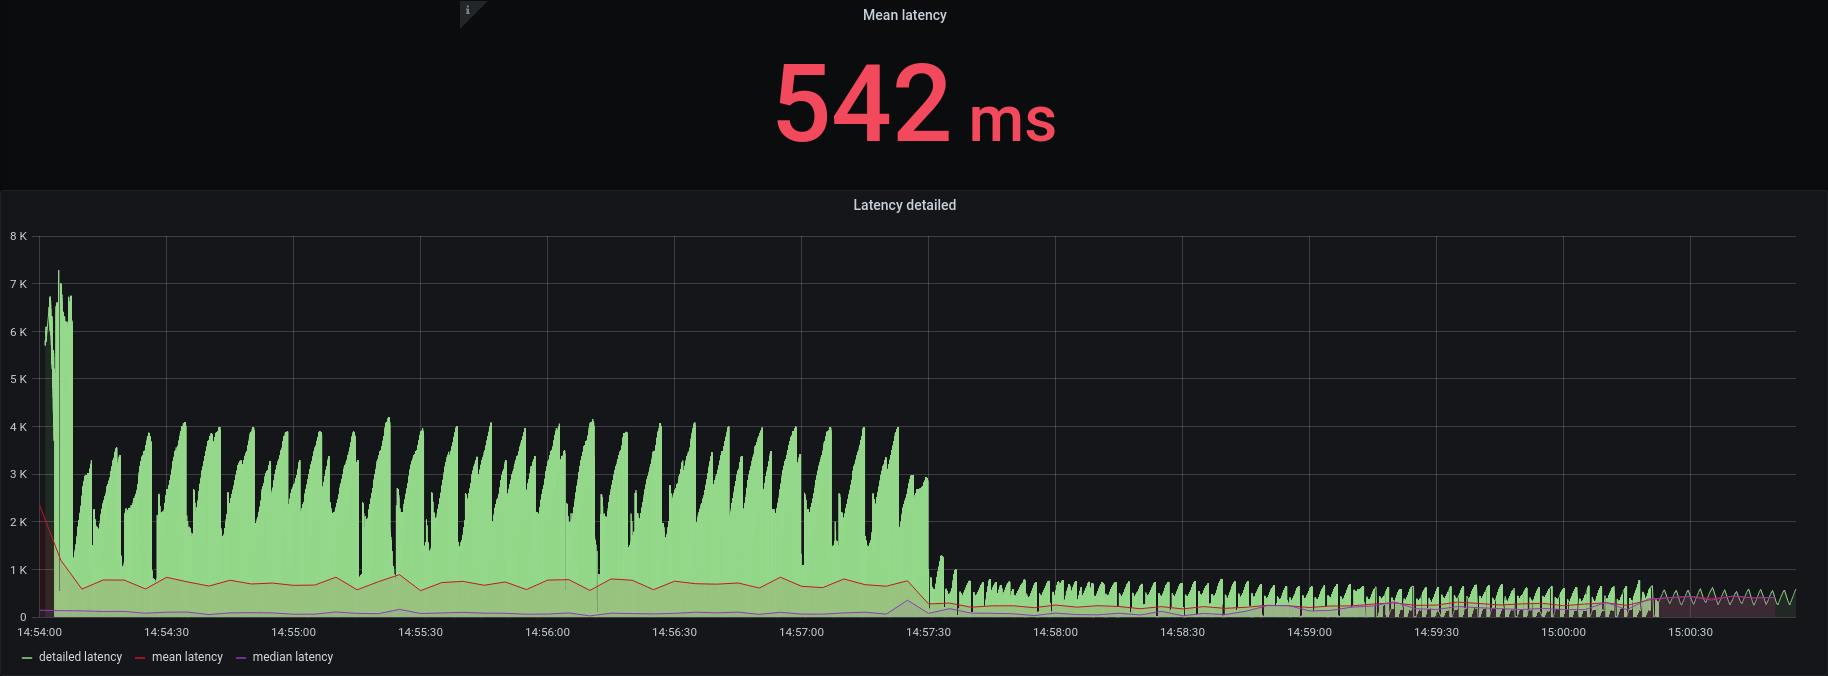 i
Mean latency
542 ms
Latency detailed
8 K
7 K
6 K
5 K
4 K
3 K
2 K
1 K
0
14:54:00 14:54:30 14:55:00 14:55:30 14:56:00 14:56:30 14:57:00 14:57:30 14:58:00 14:58:30 14:59:00 14:59:30 15:00:00 15:00:30
detailed latency mean latency median latency